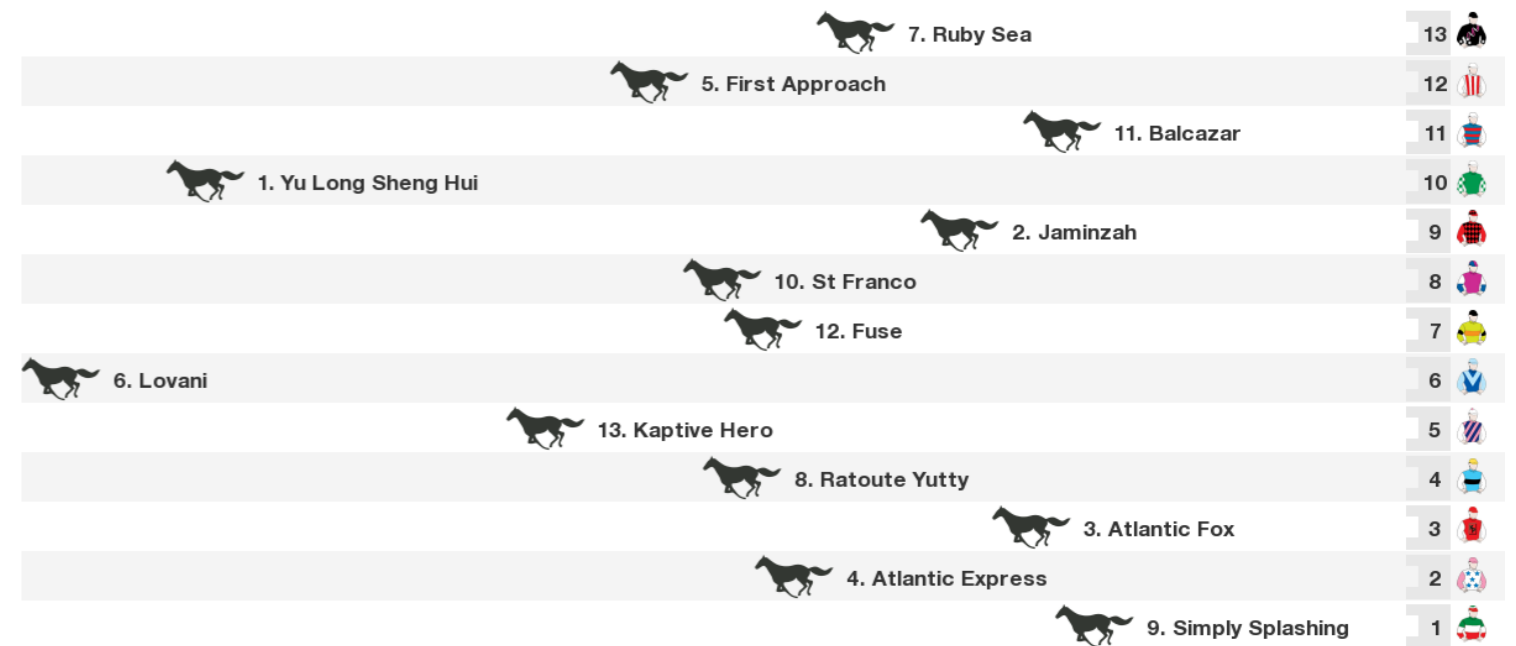 7. Ruby Sea 13
5. First Approach 12
11. Balcazar 11
1. Yu Long Sheng Hui 10
2. Jaminzah 9
10. St Franco 8
12. Fuse 7
6. Lovani 6
13. Kaptive Hero 5
8. Ratoute Yutty 4
3. Atlantic Fox 3
4. Atlantic Express 2
9. Simply Splashing 1